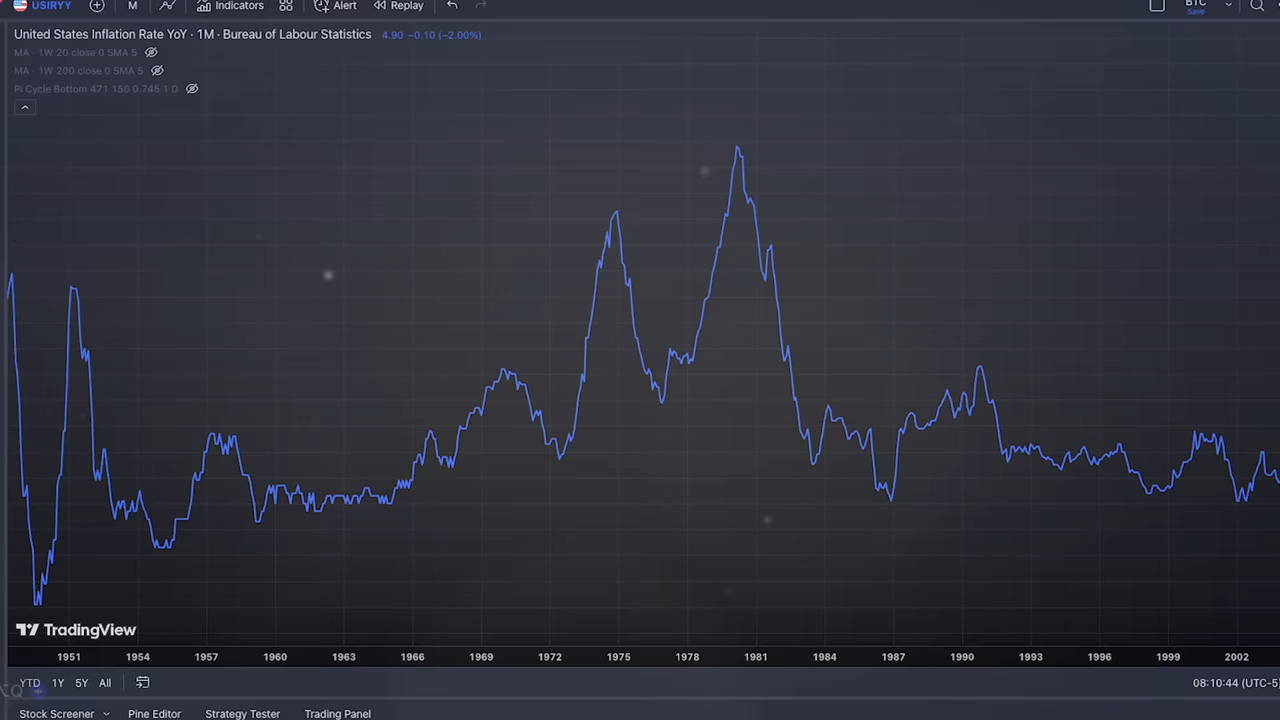 USIRYY M Indicators Alert Replay BTC
Save
United States Inflation Rate YoY · 1M · Bureau of Labour Statistics 4.90 −0.10 (−2.00%)
MA · 1W 20 close 0 SMA 5
MA · 1W 200 close 0 SMA 5
Pi Cycle Bottom 471 150 0.745 1 D
TradingView
1951 1954 1957 1960 1963 1966 1969 1972 1975 1978 1981 1984 1987 1990 1993 1996 1999 2002
YTD 1Y 5Y All 08:10:44 (UTC-5)
Stock Screener Pine Editor Strategy Tester Trading Panel